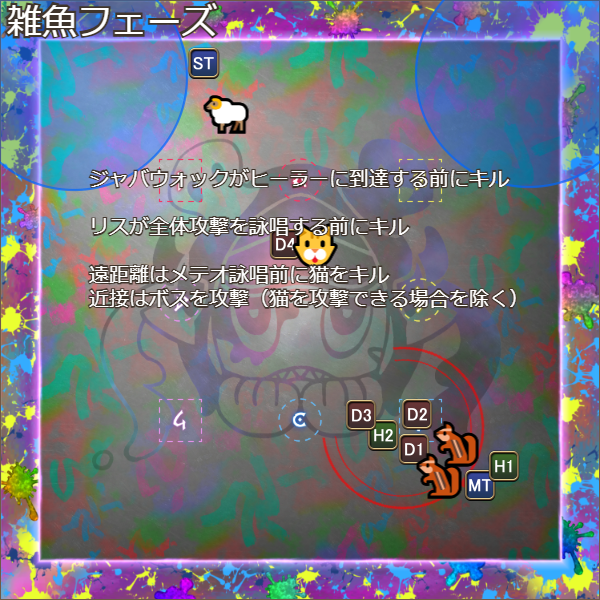 雑魚フェーズ
ST
ジャバウォックがヒーラーに到達する前にキル
リスが全体攻撃を詠唱する前にキル
D4
遠距離はメテオ詠唱前に猫をキル
近接はボスを攻撃（猫を攻撃できる場合を除く）
D3
D2
H2
D1
H1
MT